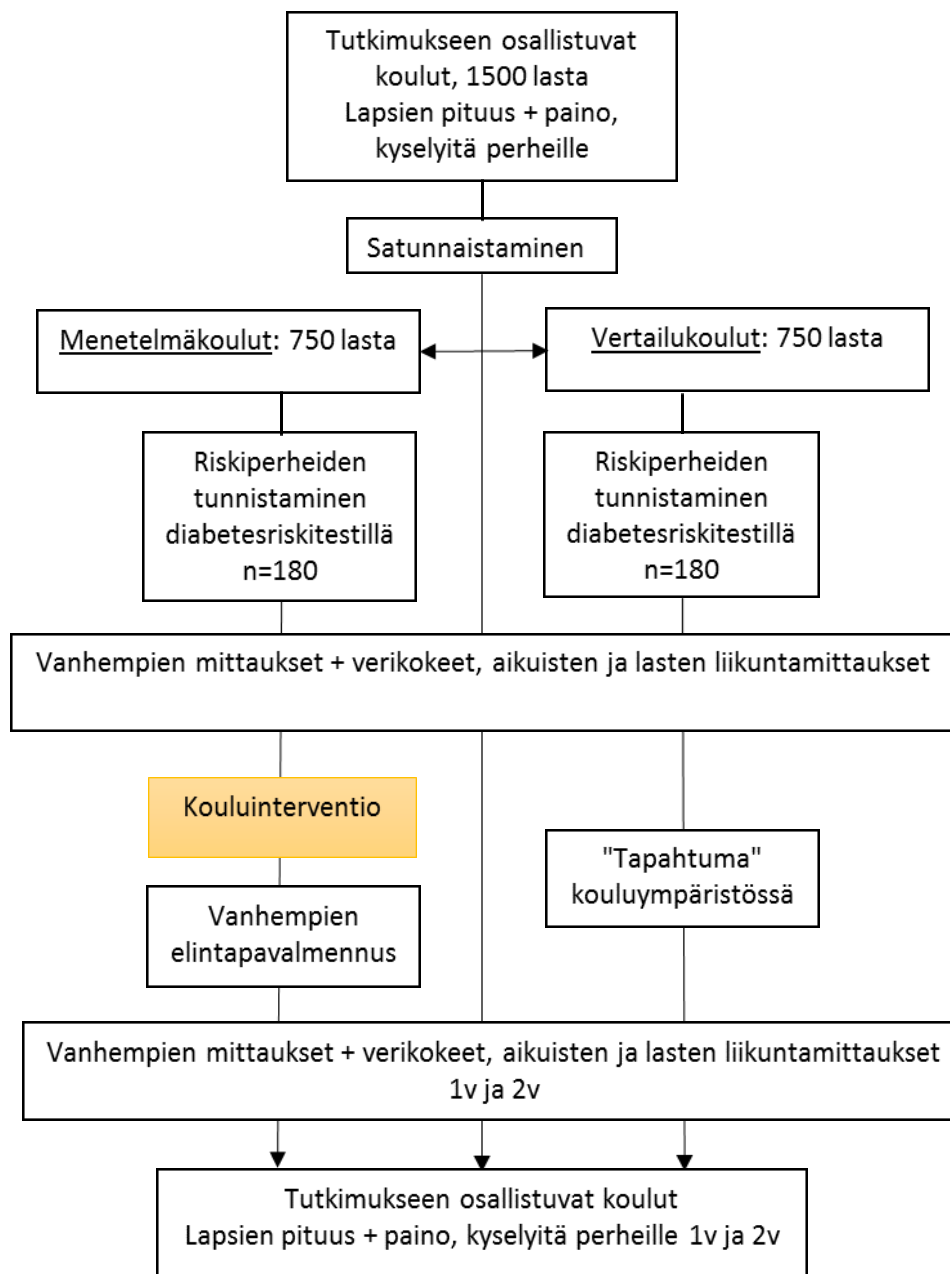 Tutkimukseen osallistuvat
koulut, 1500 lasta
Lapsien pituus + paino,
kyselyitä perheille
Satunnaistaminen
Menetelmäkoulut: 750 lasta
Vertailukoulut: 750 lasta
Riskiperheiden
tunnistaminen
diabetesriskitestillä
n=180
Riskiperheiden
tunnistaminen
diabetesriskitestillä
n=180
Vanhempien mittaukset + verikokeet, aikuisten ja lasten liikuntamittaukset
Kouluinterventio
"Tapahtuma"
kouluympäristössä
Vanhempien
elintapavalmennus
Vanhempien mittaukset + verikokeet, aikuisten ja lasten liikuntamittaukset
1v ja 2v
Tutkimukseen osallistuvat koulut
Lapsien pituus + paino, kyselyitä perheille 1v ja 2v